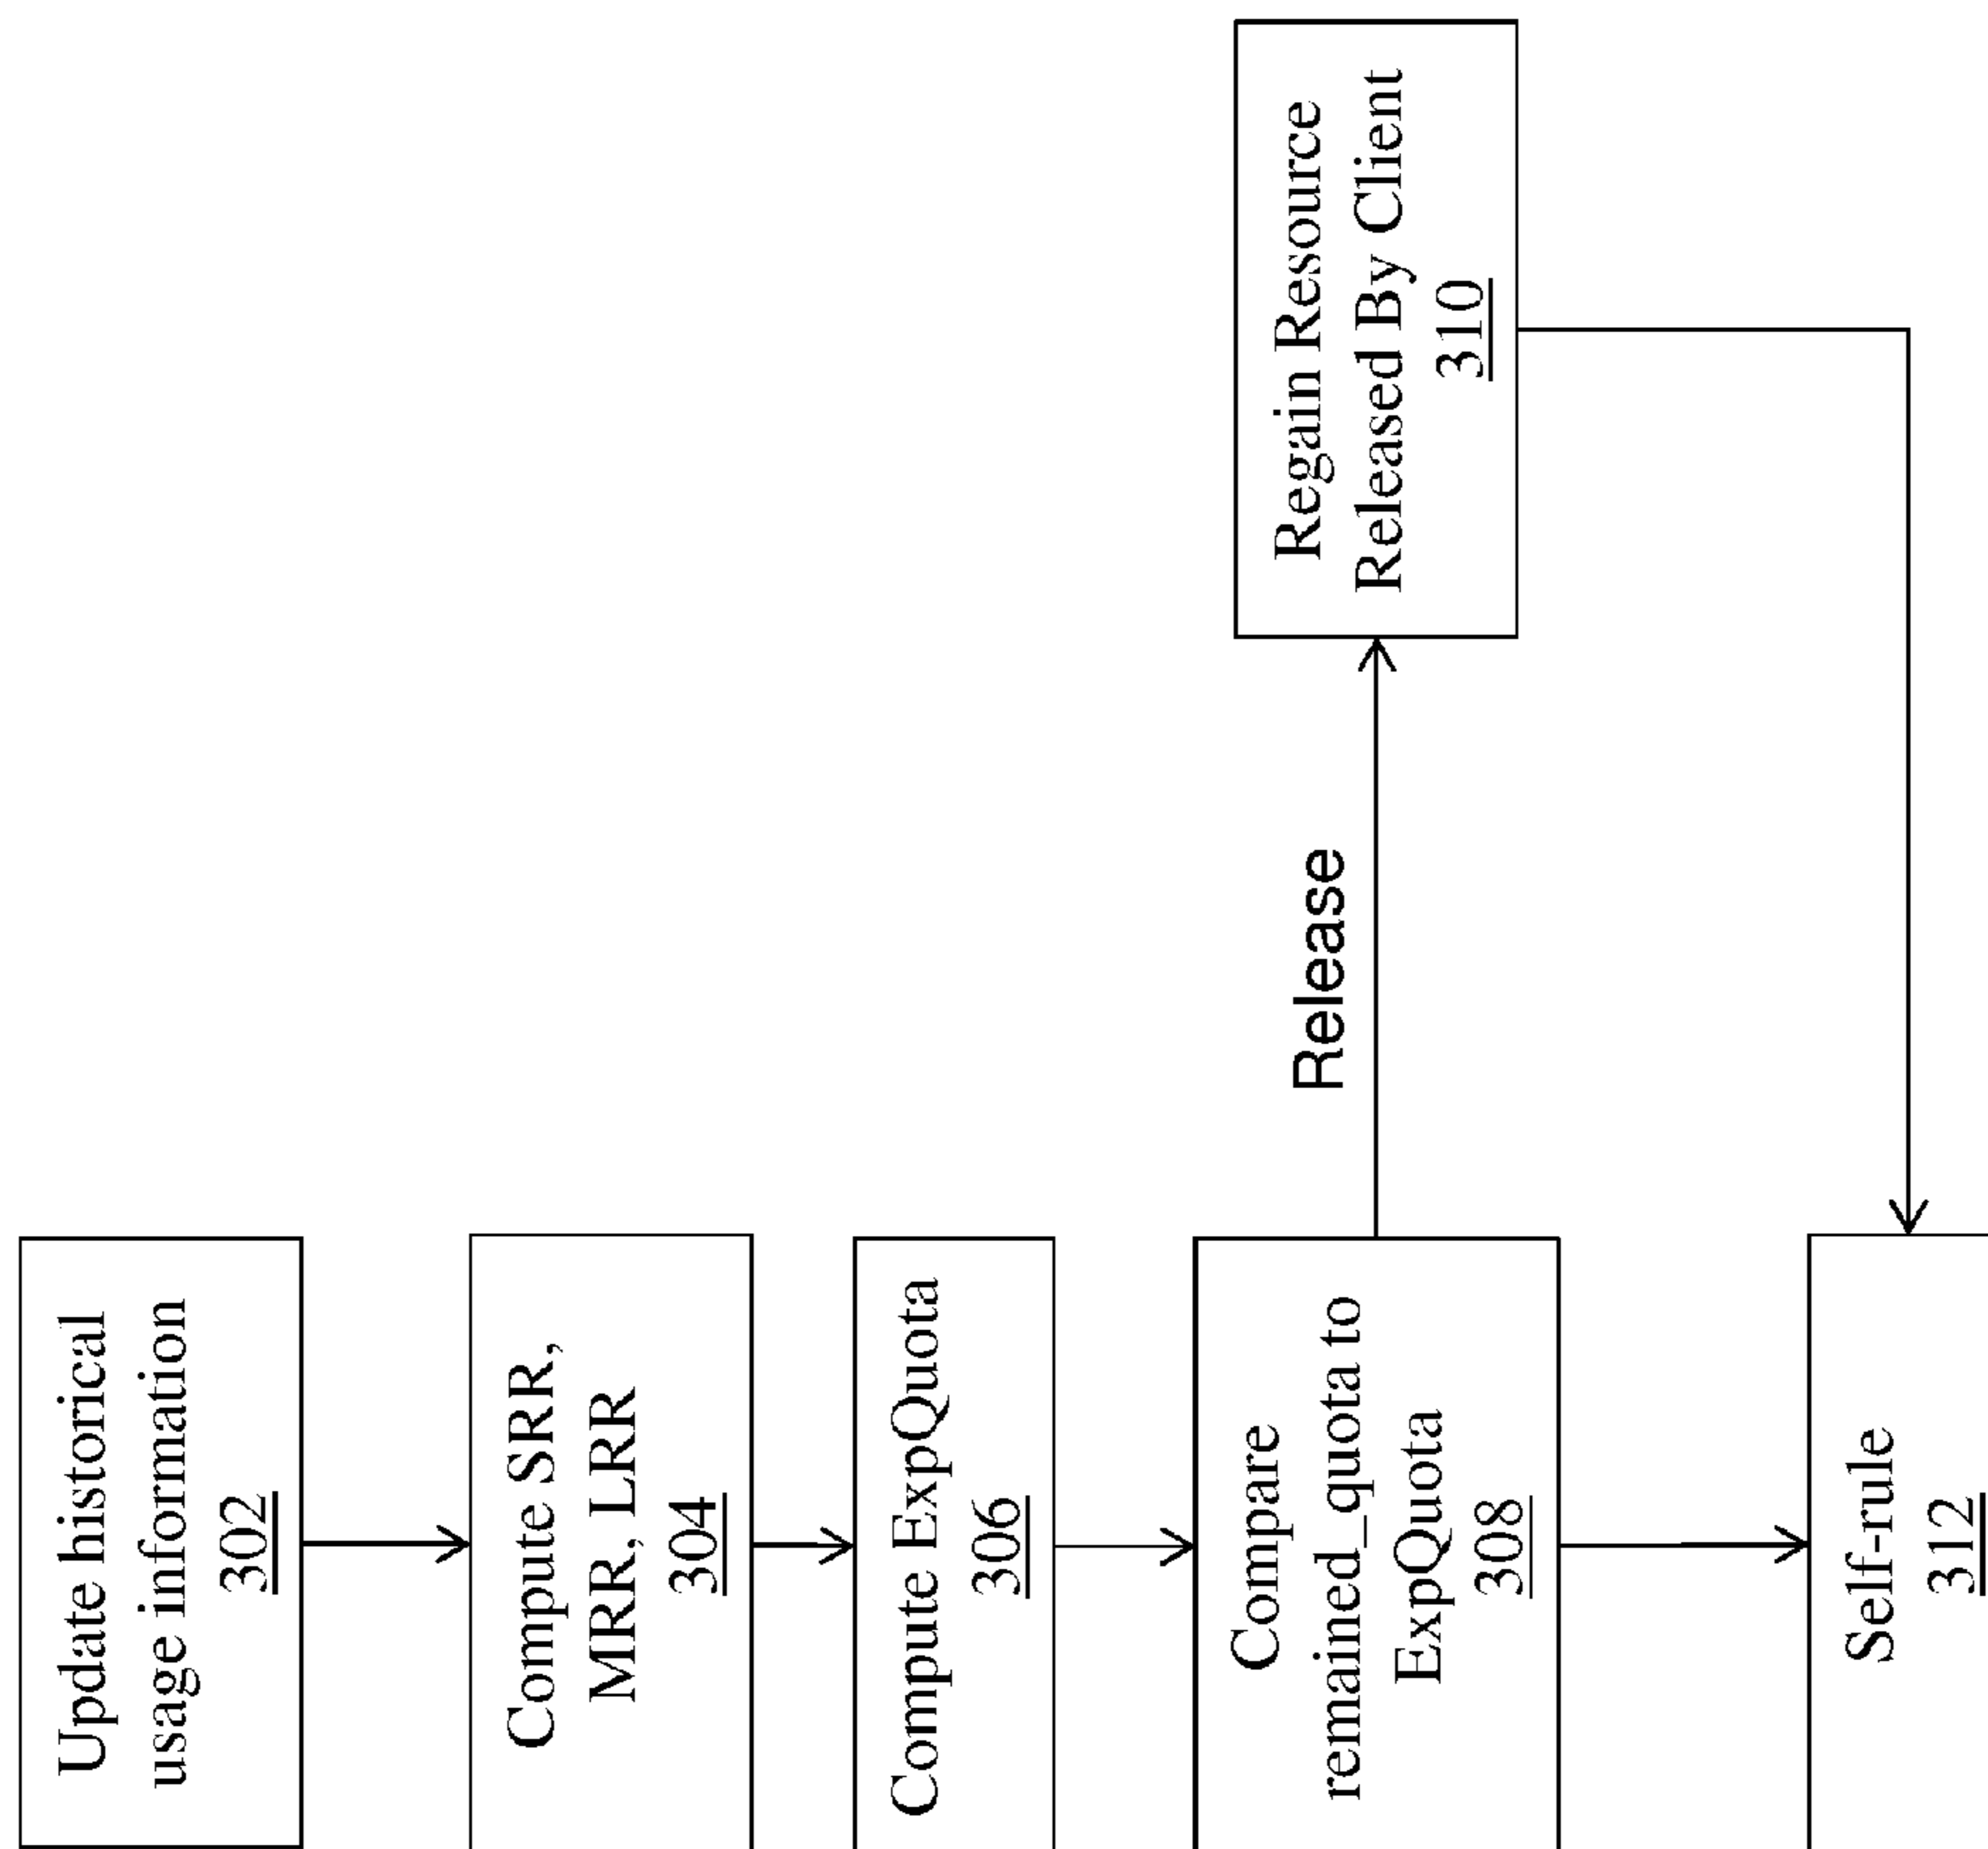 Update historical
usage information
302
Compute SRR,
MRR, LRR
304
Compute ExpQuota
306
Compare
remained_quota to
ExpQuota
308
Release
Regain Resource
Released By Client
310
Self-rule
312